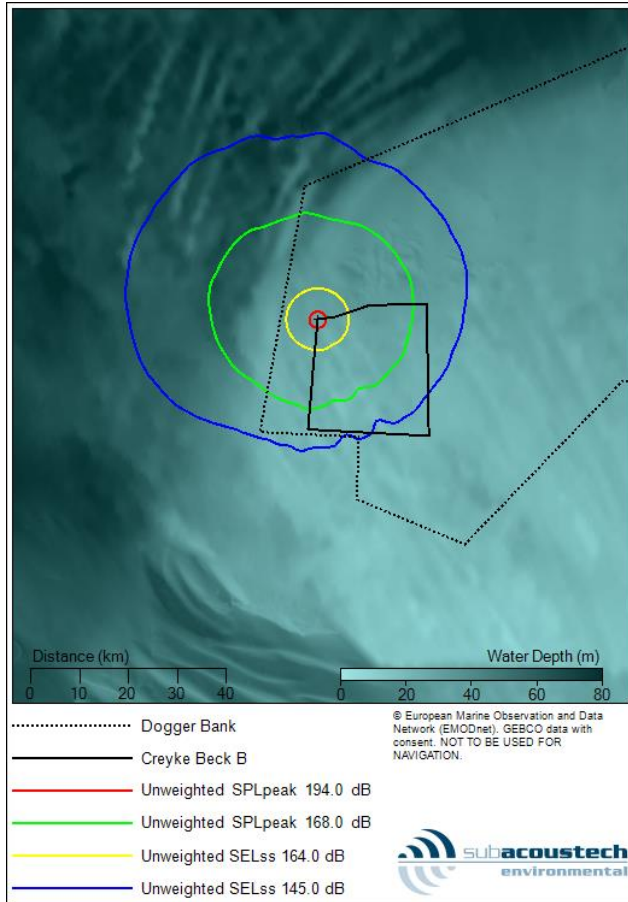 Distance (km)
0 10 20 30 40
Water Depth (m)
0 20 40 60 80
Dogger Bank
Creyke Beck B
Unweighted SPLpeak 194.0 dB
Unweighted SPLpeak 168.0 dB
Unweighted SELss 164.0 dB
Unweighted SELss 145.0 dB
© European Marine Observation and Data
Network (EMODnet). GEBCO data with
consent. NOT TO BE USED FOR
NAVIGATION.
subacoustech
environmental